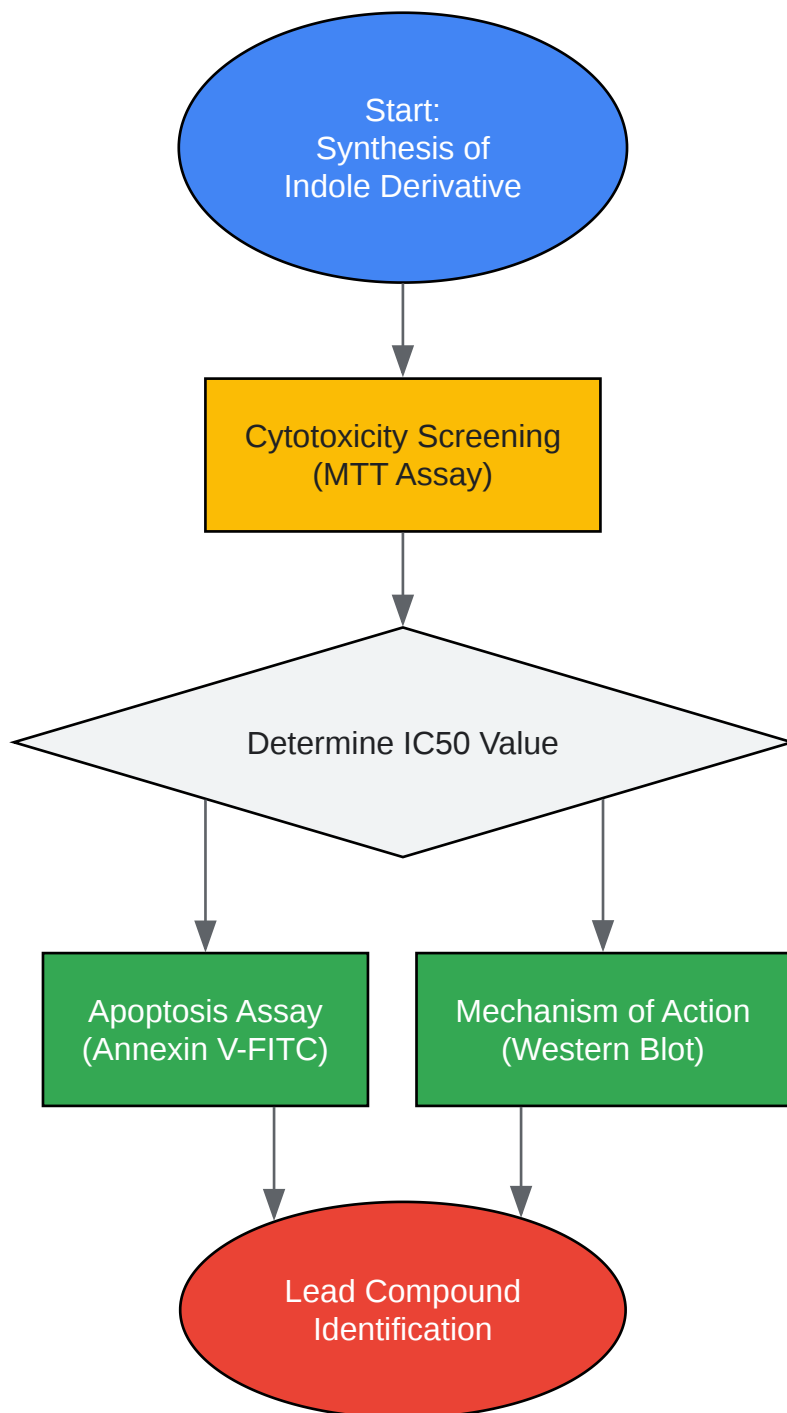 Start:
Synthesis of
Indole Derivative
Cytotoxicity Screening
(MTT Assay)
Determine IC50 Value
Apoptosis Assay
(Annexin V-FITC)
Mechanism of Action
(Western Blot)
Lead Compound
Identification